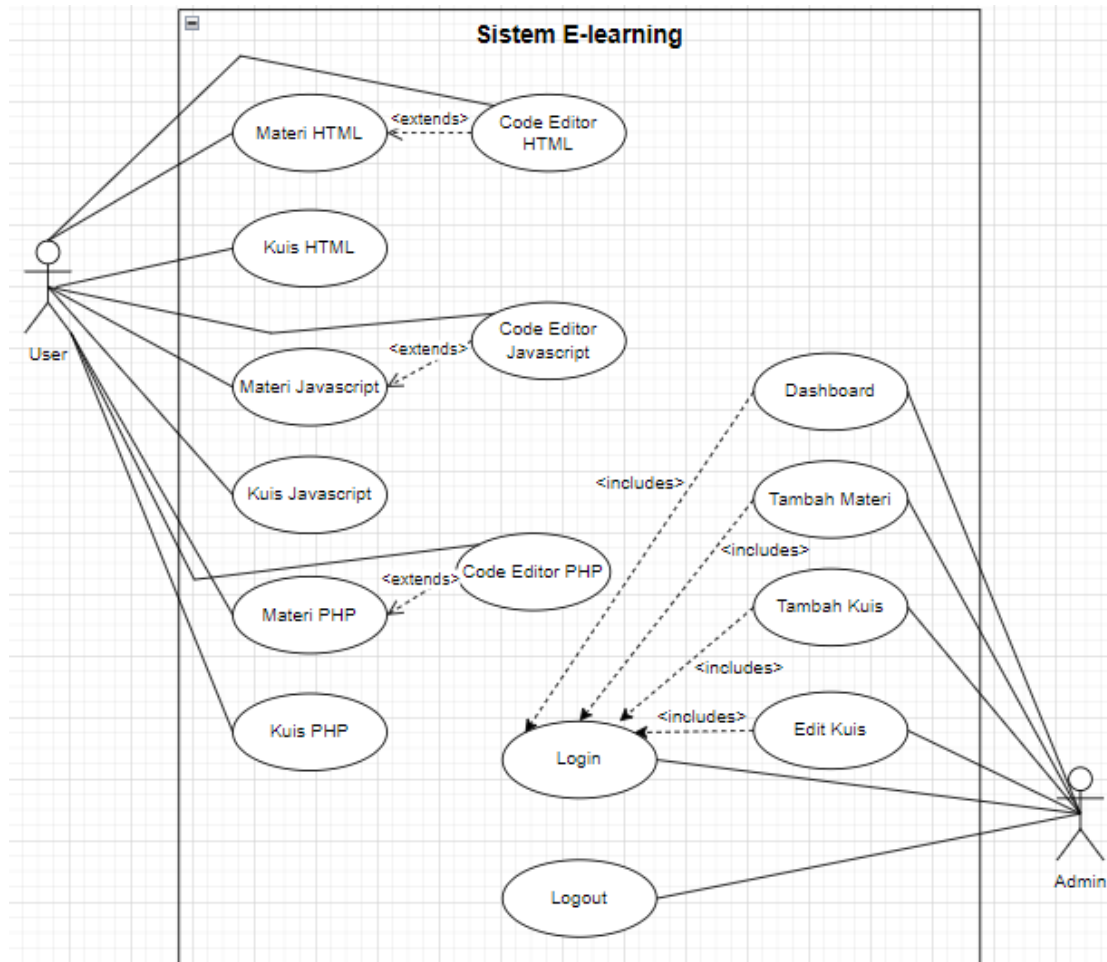 Sistem E-learning
Materi HTML
<extends>
Code Editor
HTML
Kuis HTML
User
Code Editor
Javascript
<extends>
Materi Javascript
Dashboard
Kuis Javascript
<includes>
Tambah Materi
<includes>
Code Editor PHP
<extends>
Materi PHP
Tambah Kuis
<includes>
Kuis PHP
<includes>
Edit Kuis
Login
Admin
Logout